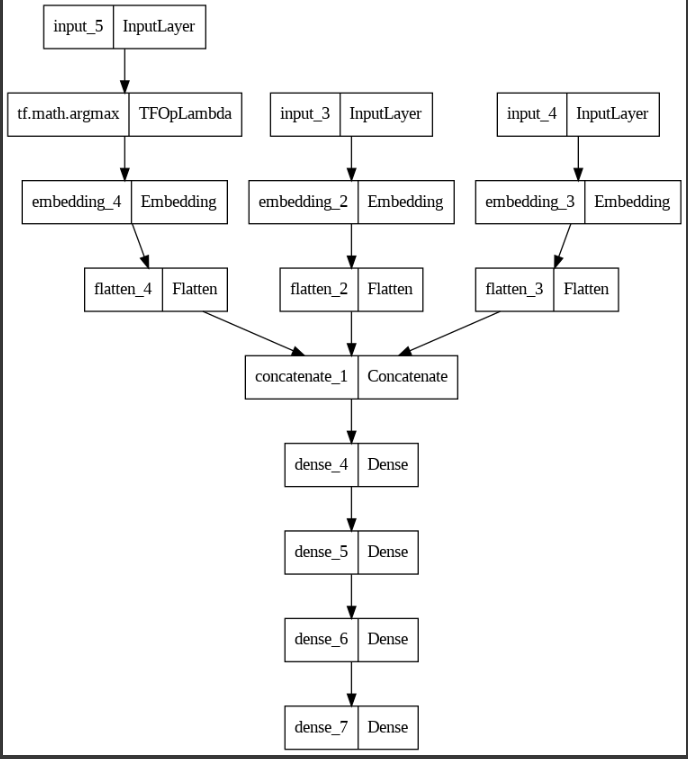 input_5 InputLayer
tf.math.argmax TFOpLambda input_3 InputLayer input_4 InputLayer
embedding_4 Embedding embedding_2 Embedding embedding_3 Embedding
flatten_4 Flatten flatten_2 Flatten flatten_3 Flatten
concatenate_1 Concatenate
dense_4 Dense
dense_5 Dense
dense_6 Dense
dense_7 Dense